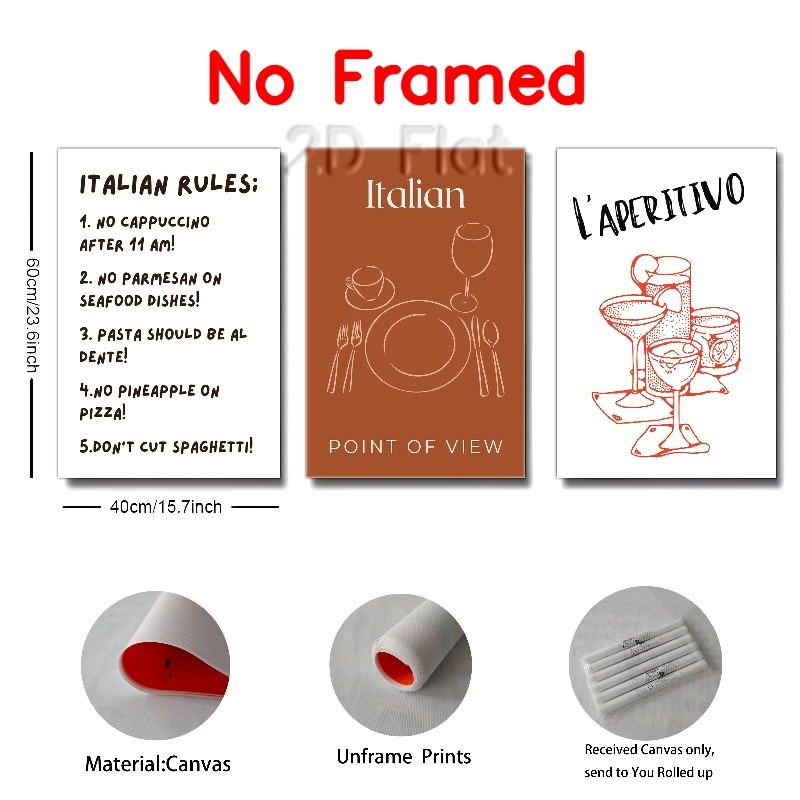 No Framed
2D Flat
ITALIAN RULES;
1. NO CAPPUCCINO
AFTER 11 AM!
2. NO PARMESAN ON
SEAFOOD DISHES!
3. PASTA SHOULD BE AL
DENTE!
4.NO PINEAPPLE ON
PIZZA!
5.DON'T CUT SPAGHETTI!
60cm/23.6inch
40cm/15.7inch
Italian
POINT OF VIEW
L'APERITIVO
Material:Canvas
Unframe Prints
Received Canvas only,
send to You Rolled up